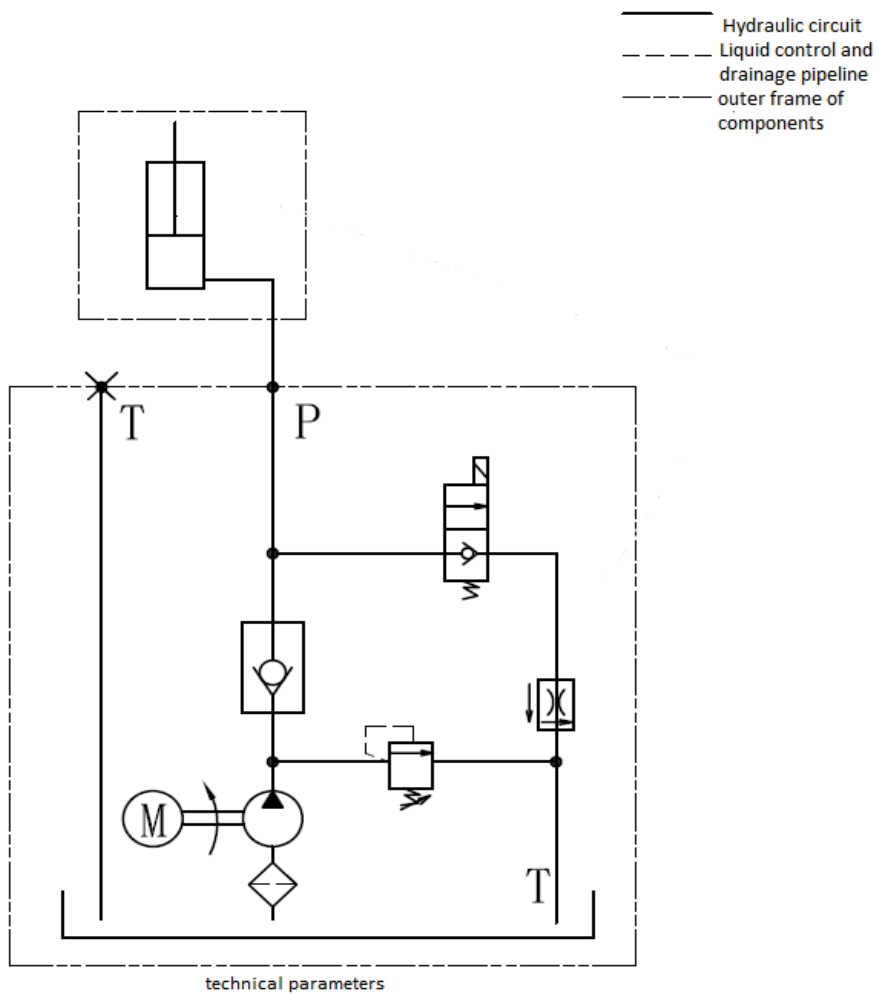 Hydraulic circuit
Liquid control and
drainage pipeline
outer frame of
components
T
P
M
T
technical parameters